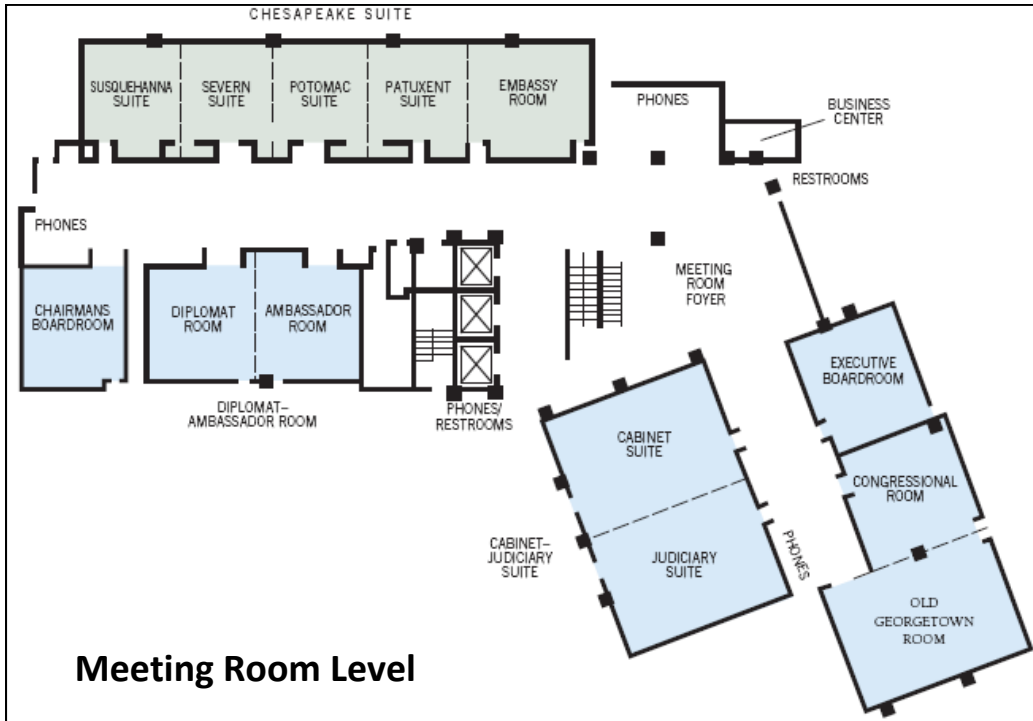 CHESAPEAKE SUITE
SUSQUEHANNA
SUITE
SEVERN
SUITE
POTOMAC
SUITE
PATUXENT
SUITE
EMBASSY
ROOM
PHONES
BUSINESS
CENTER
RESTROOMS
PHONES
MEETING
ROOM
FOYER
CHAIRMANS
BOARDROOM
DIPLOMAT
ROOM
AMBASSADOR
ROOM
EXECUTIVE
BOARDROOM
DIPLOMAT–
AMBASSADOR ROOM
PHONES/
RESTROOMS
CABINET
SUITE
CONGRESSIONAL
ROOM
CABINET–
JUDICIARY
SUITE
JUDICIARY SUITE
PHONES
OLD
GEORGETOWN
ROOM
Meeting Room Level